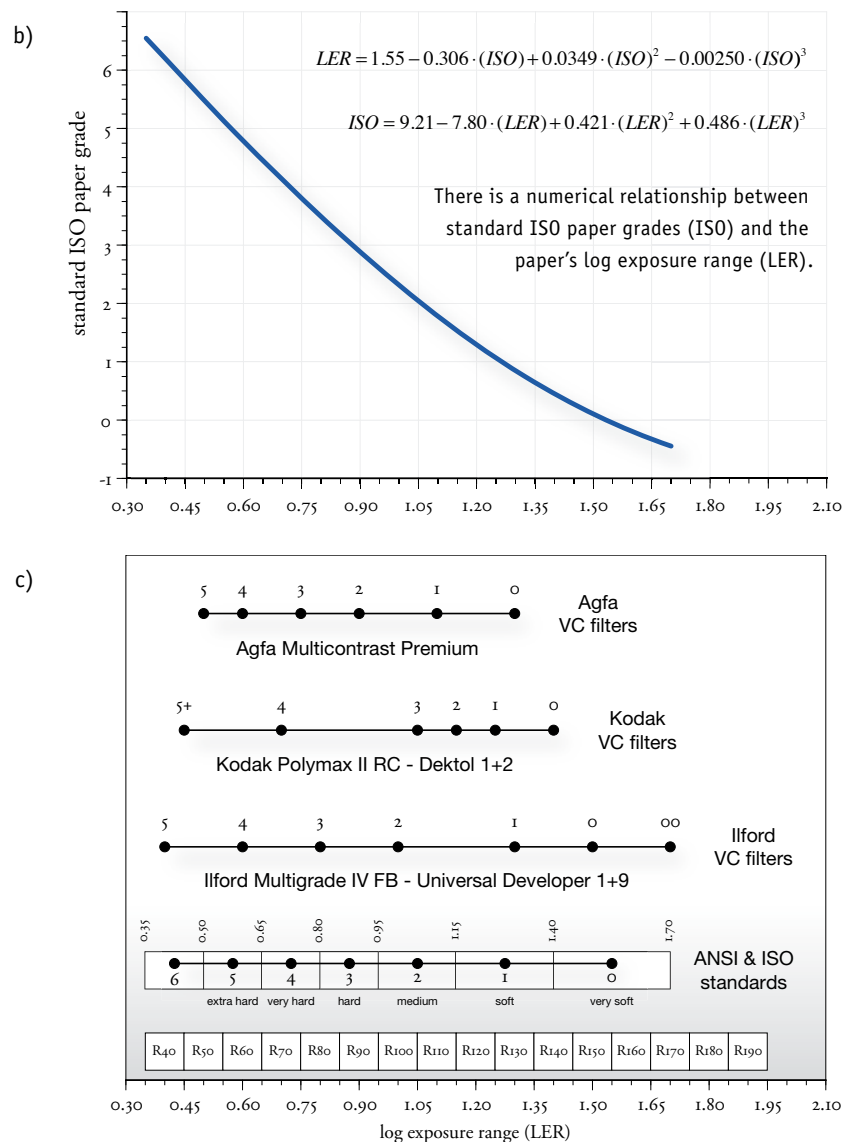 b)
LER = 1.55 − 0.306 · (ISO) + 0.0349 · (ISO)² − 0.00250 · (ISO)³
ISO = 9.21 − 7.80 · (LER) + 0.421 · (LER)² + 0.486 · (LER)³
There is a numerical relationship between
standard ISO paper grades (ISO) and the
paper's log exposure range (LER).
standard ISO paper grade
6
5
4
3
2
1
0
-1
0.30 0.45 0.60 0.75 0.90 1.05 1.20 1.35 1.50 1.65 1.80 1.95 2.10
c)
5 4 3 2 1 0
Agfa
VC filters
Agfa Multicontrast Premium
5+ 4 3 2 1 0
Kodak
VC filters
Kodak Polymax II RC - Dektol 1+2
5 4 3 2 1 0 00
Ilford
VC filters
Ilford Multigrade IV FB - Universal Developer 1+9
0.35 0.50 0.65 0.80 0.95 1.15 1.40 1.70
ANSI & ISO
standards
6 5 4 3 2 1 0
extra hard very hard hard medium soft very soft
R40 R50 R60 R70 R80 R90 R100 R110 R120 R130 R140 R150 R160 R170 R180 R190
0.30 0.45 0.60 0.75 0.90 1.05 1.20 1.35 1.50 1.65 1.80 1.95 2.10
log exposure range (LER)